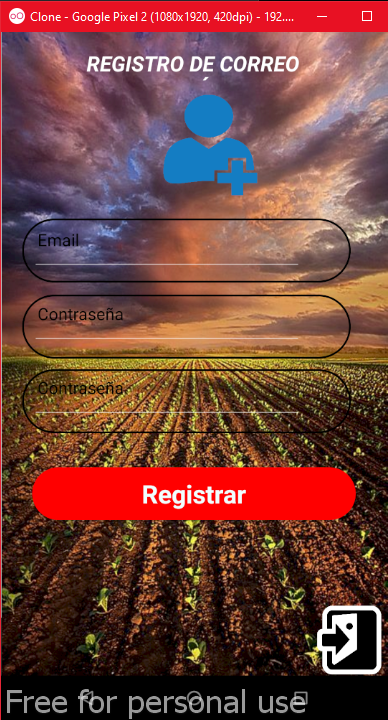 Clone - Google Pixel 2 (1080x1920, 420dpi) - 192....
REGISTRO DE CORREO
Email
Contraseña
Contraseña
Registrar
Free for personal use